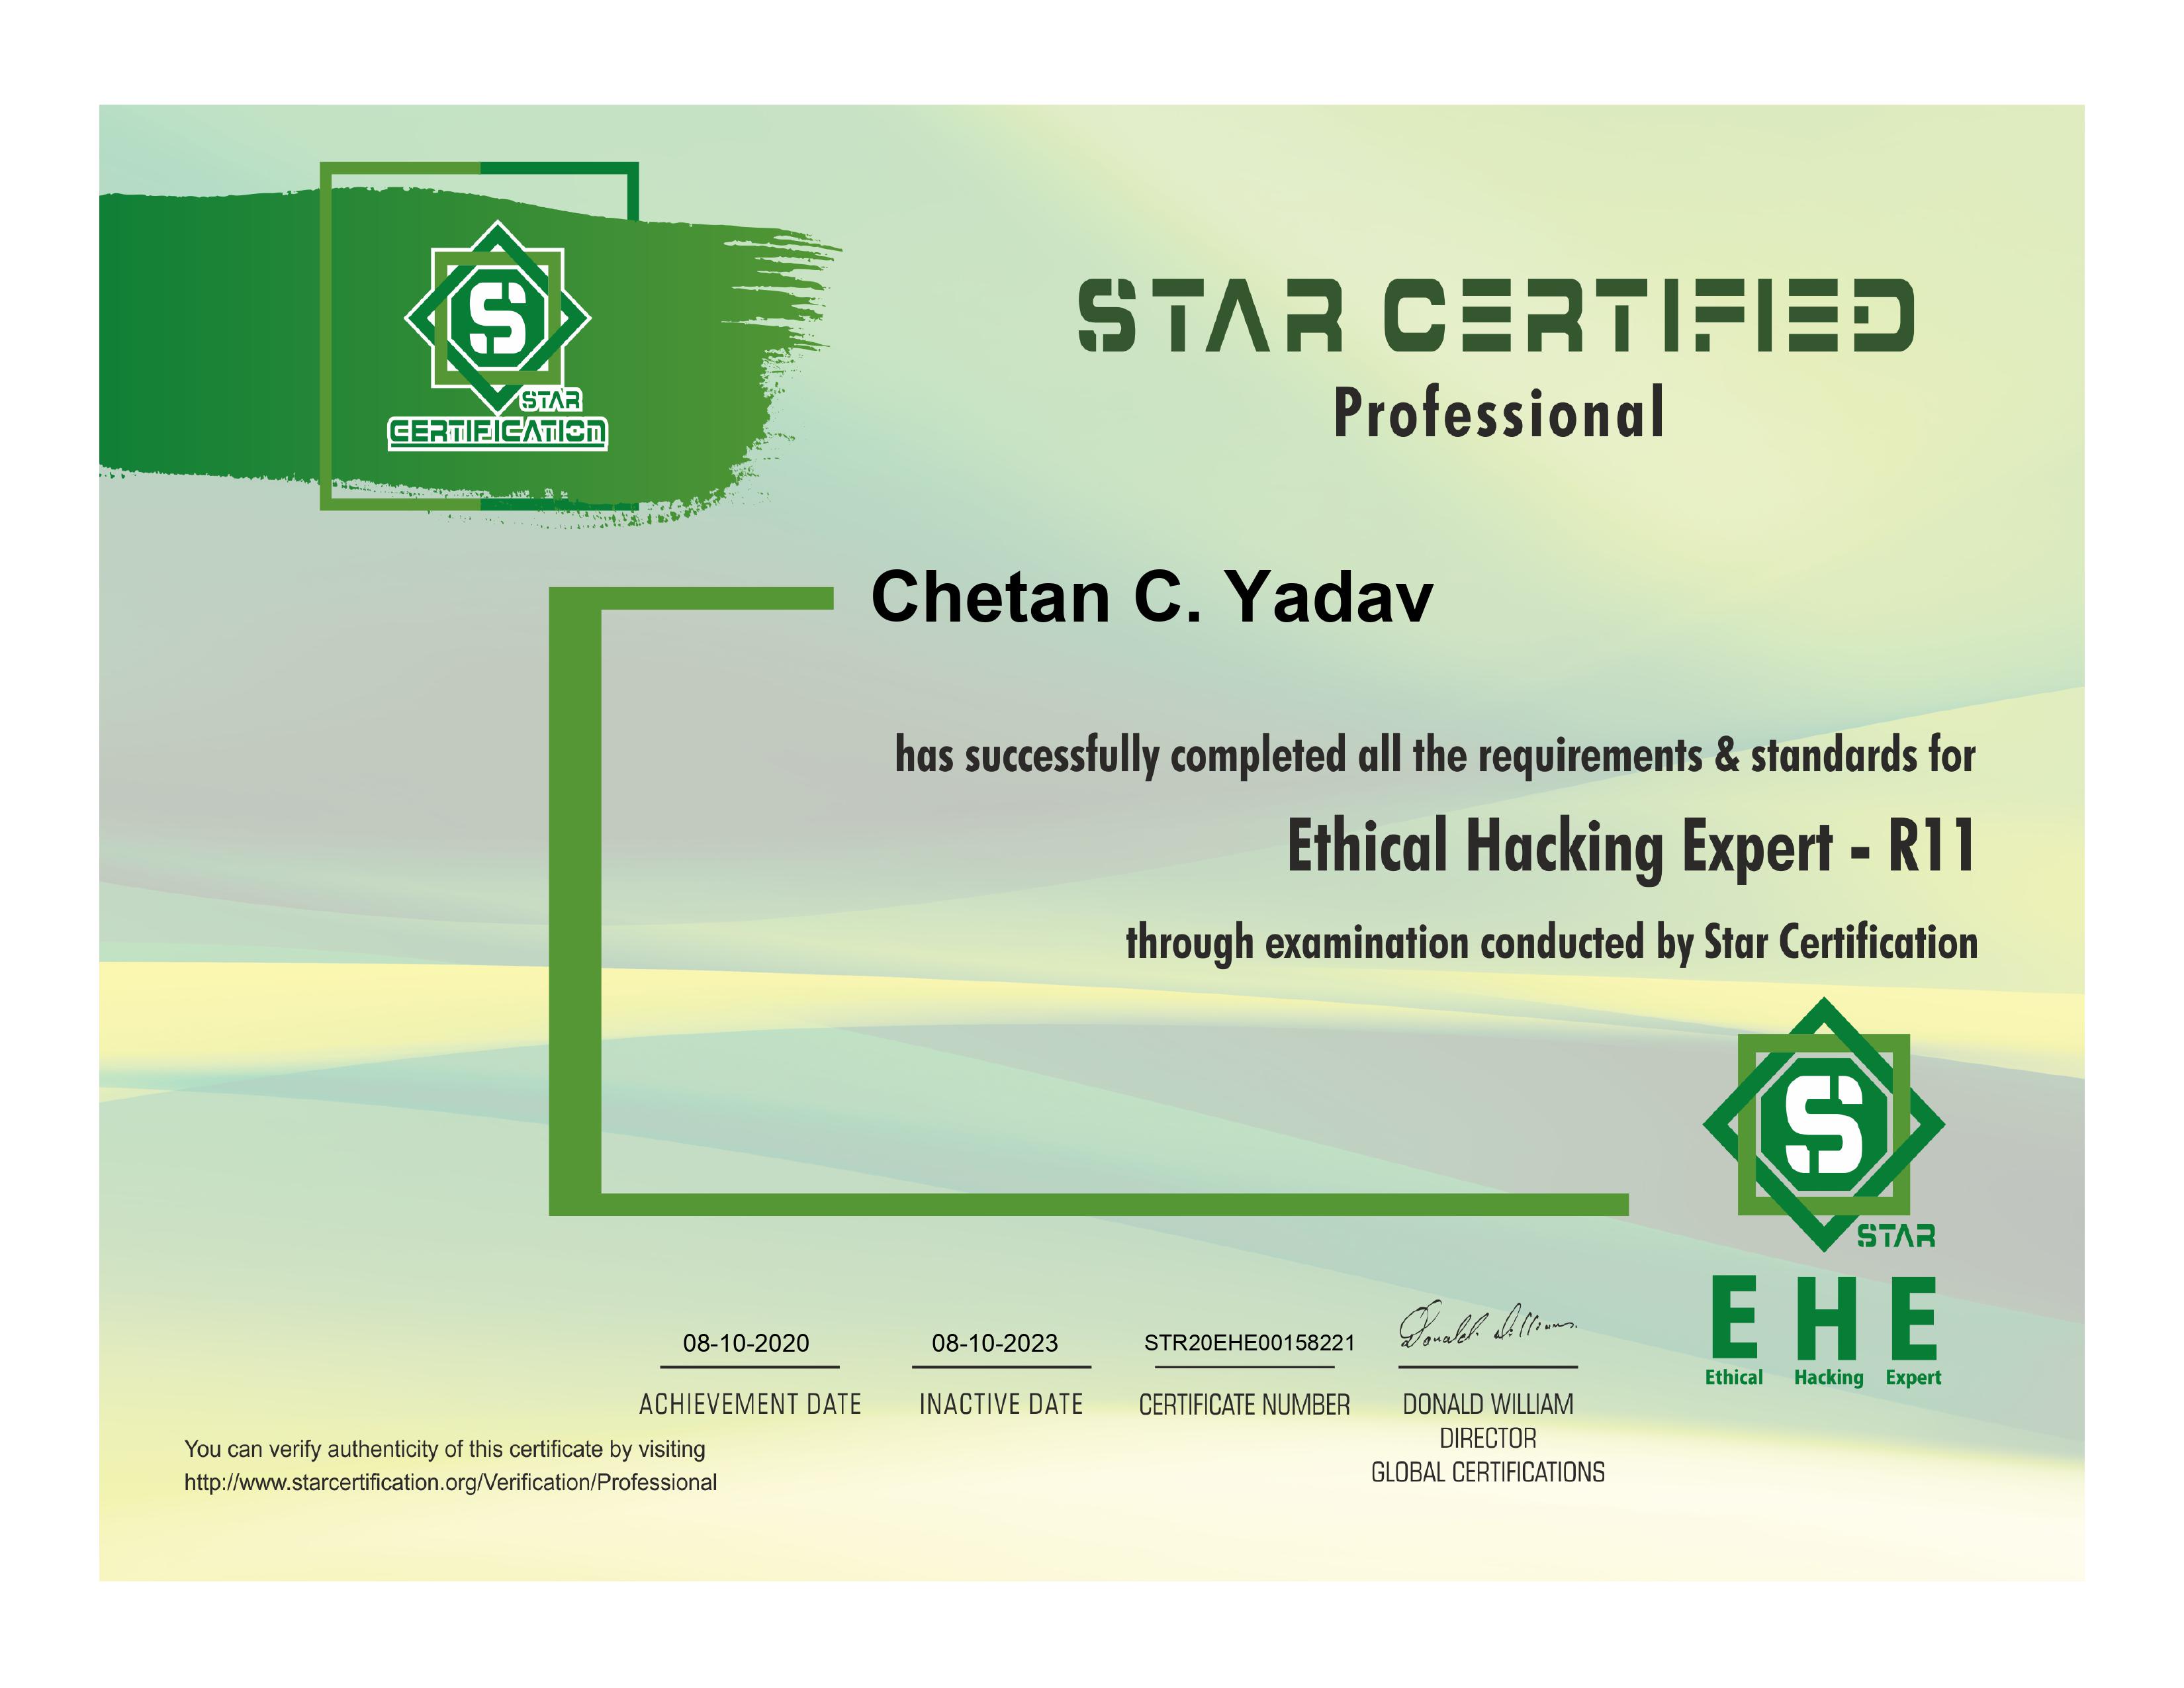 STAR
CERTIFICATION
STAR CERTIFIED
Professional
Chetan C. Yadav
has successfully completed all the requirements & standards for
Ethical Hacking Expert - R11
through examination conducted by Star Certification
S
STAR
E H E
Ethical Hacking Expert
08-10-2020 08-10-2023 STR20EHE00158221 Donald Williams.
ACHIEVEMENT DATE INACTIVE DATE CERTIFICATE NUMBER DONALD WILLIAM
DIRECTOR
GLOBAL CERTIFICATIONS
You can verify authenticity of this certificate by visiting
http://www.starcertification.org/Verification/Professional